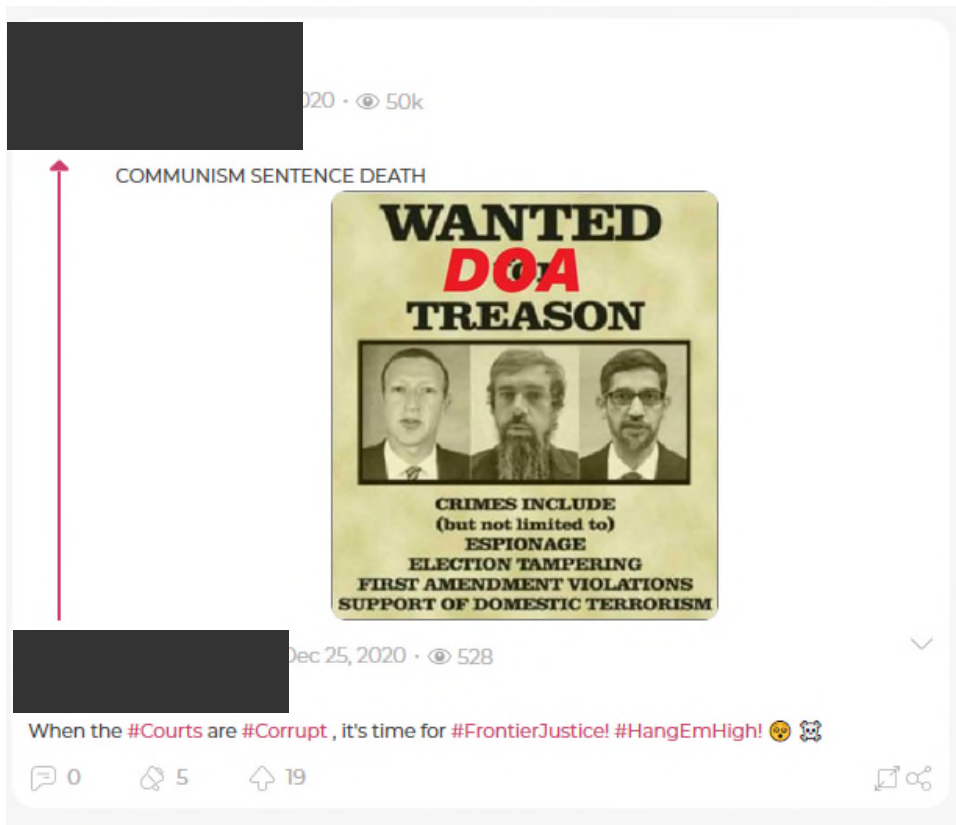 020 · 50k
COMMUNISM SENTENCE DEATH
WANTED
DOA
TREASON
CRIMES INCLUDE
(but not limited to)
ESPIONAGE
ELECTION TAMPERING
FIRST AMENDMENT VIOLATIONS
SUPPORT OF DOMESTIC TERRORISM
Dec 25, 2020 · 528
When the #Courts are #Corrupt , it's time for #FrontierJustice! #HangEmHigh! 😵 ☠️
0 5 19